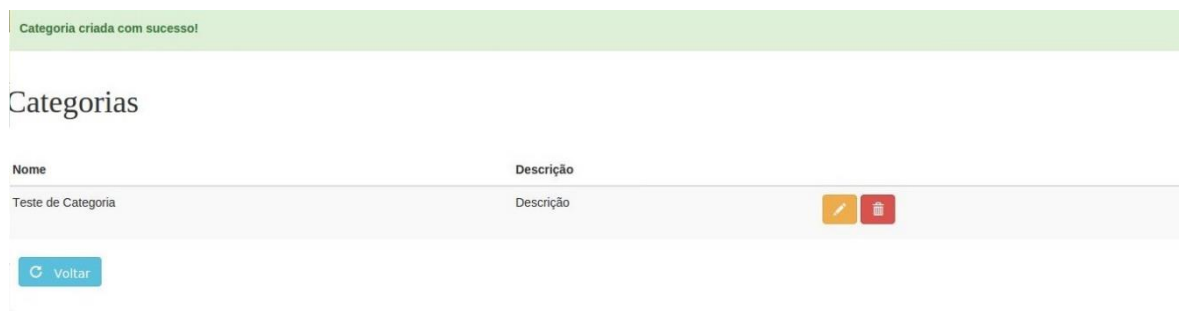 Categoria criada com sucesso!
Categorias
Nome Descrição
Teste de Categoria Descrição
Voltar